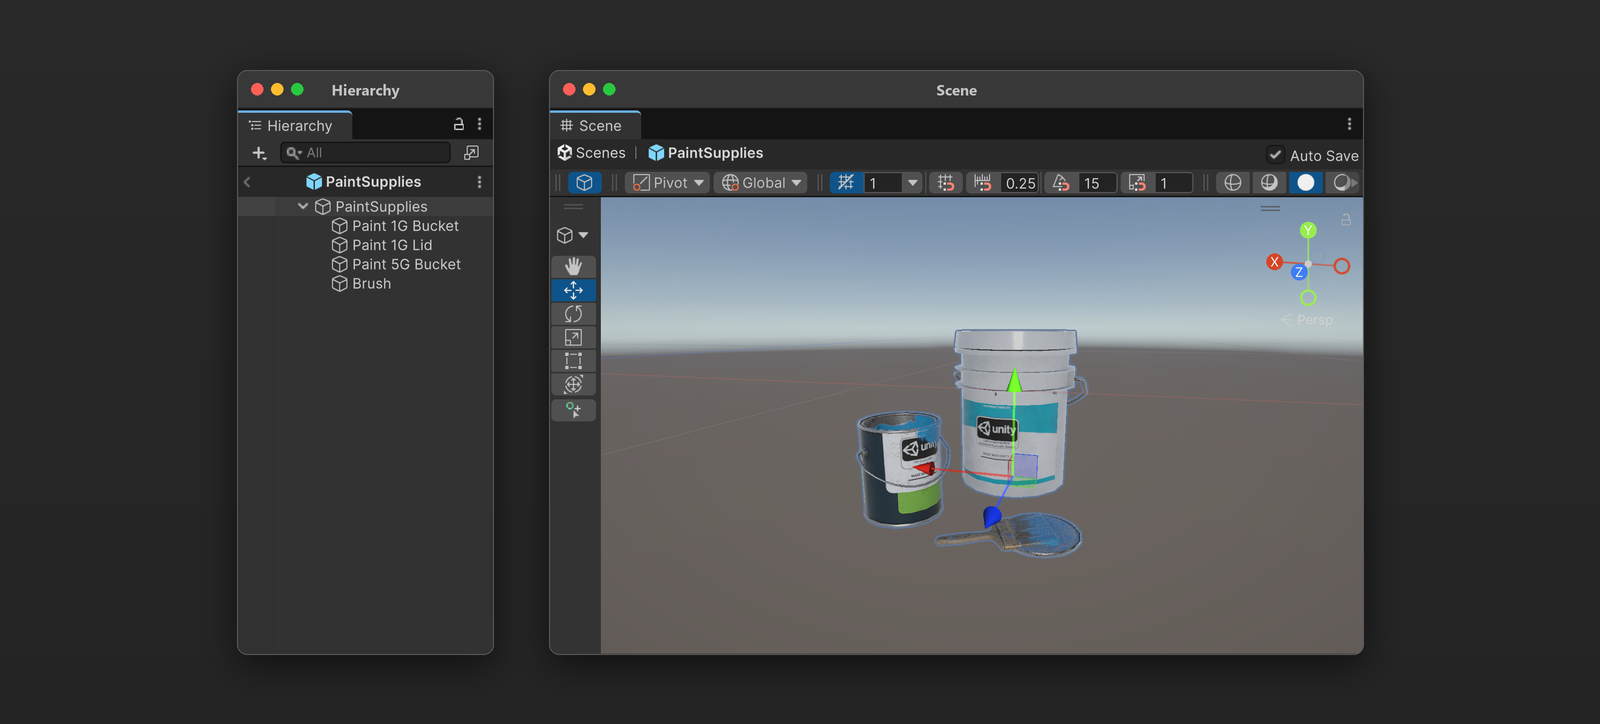 Hierarchy
Hierarchy
All
PaintSupplies
PaintSupplies
Paint 1G Bucket
Paint 1G Lid
Paint 5G Bucket
Brush
Scene
Scene
Scenes | PaintSupplies
Auto Save
Pivot Global 1 0.25 15 1
Y
X
Z
Persp
unity
unity